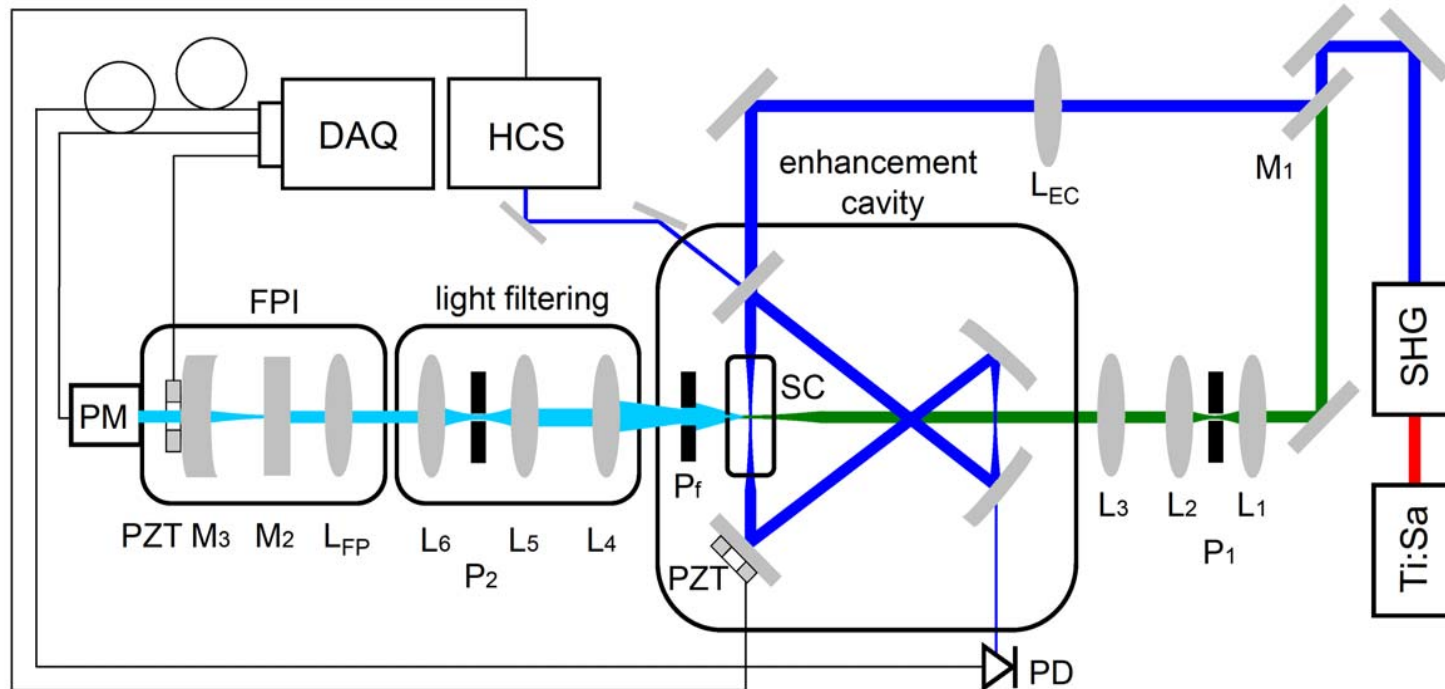 DAQ
HCS
enhancement
cavity
LEC
M1
FPI
light filtering
SC
SHG
PM
Pf
PZT M3 M2 LFP L6 L5 L4
P2
PZT
L3 L2 L1
P1
Ti:Sa
PD